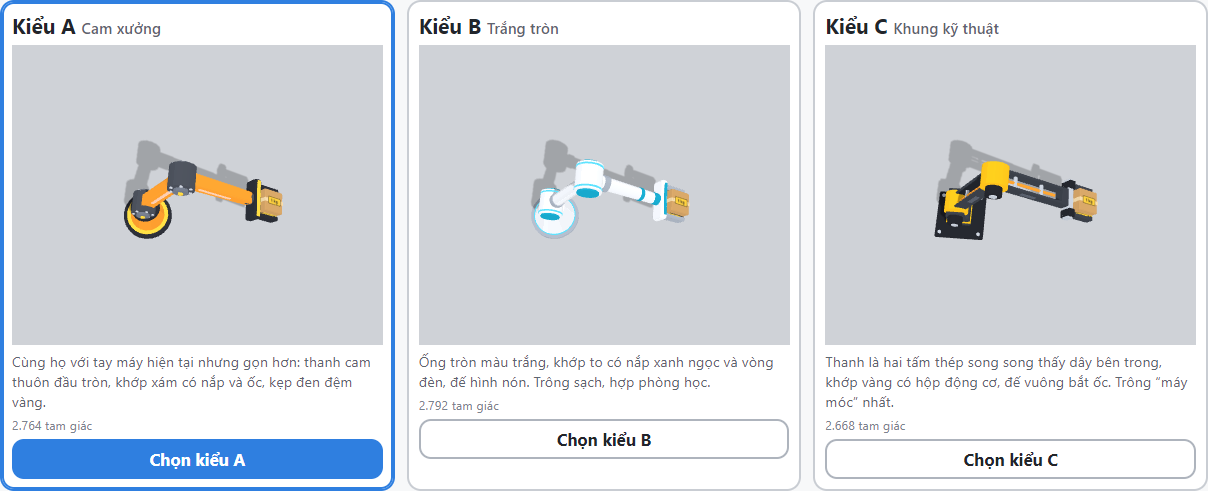 Kiểu A Cam xưởng
Cùng họ với tay máy hiện tại nhưng gọn hơn: thanh cam
thuôn đầu tròn, khớp xám có nắp và ốc, kẹp đen đệm
vàng.
2.764 tam giác
Chọn kiểu A
Kiểu B Trắng tròn
Ống tròn màu trắng, khớp to có nắp xanh ngọc và vòng
đèn, đế hình nón. Trông sạch, hợp phòng học.
2.792 tam giác
Chọn kiểu B
Kiểu C Khung kỹ thuật
Thanh là hai tấm thép song song thấy dây bên trong,
khớp vàng có hộp động cơ, đế vuông bắt ốc. Trông “máy
móc” nhất.
2.668 tam giác
Chọn kiểu C